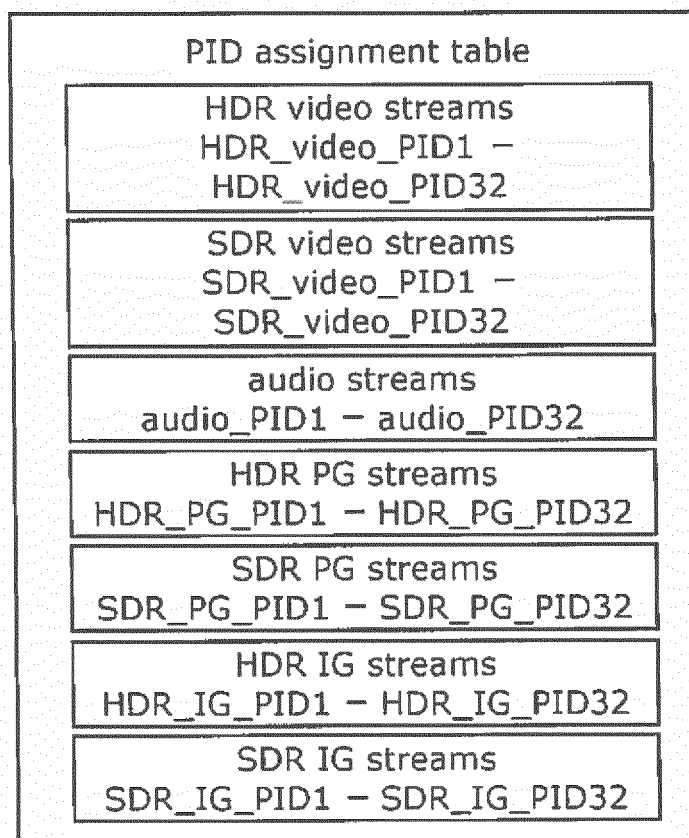 PID assignment table
HDR video streams
HDR_video_PID1 –
HDR_video_PID32
SDR video streams
SDR_video_PID1 –
SDR_video_PID32
audio streams
audio_PID1 – audio_PID32
HDR PG streams
HDR_PG_PID1 – HDR_PG_PID32
SDR PG streams
SDR_PG_PID1 – SDR_PG_PID32
HDR IG streams
HDR_IG_PID1 – HDR_IG_PID32
SDR IG streams
SDR_IG_PID1 – SDR_IG_PID32